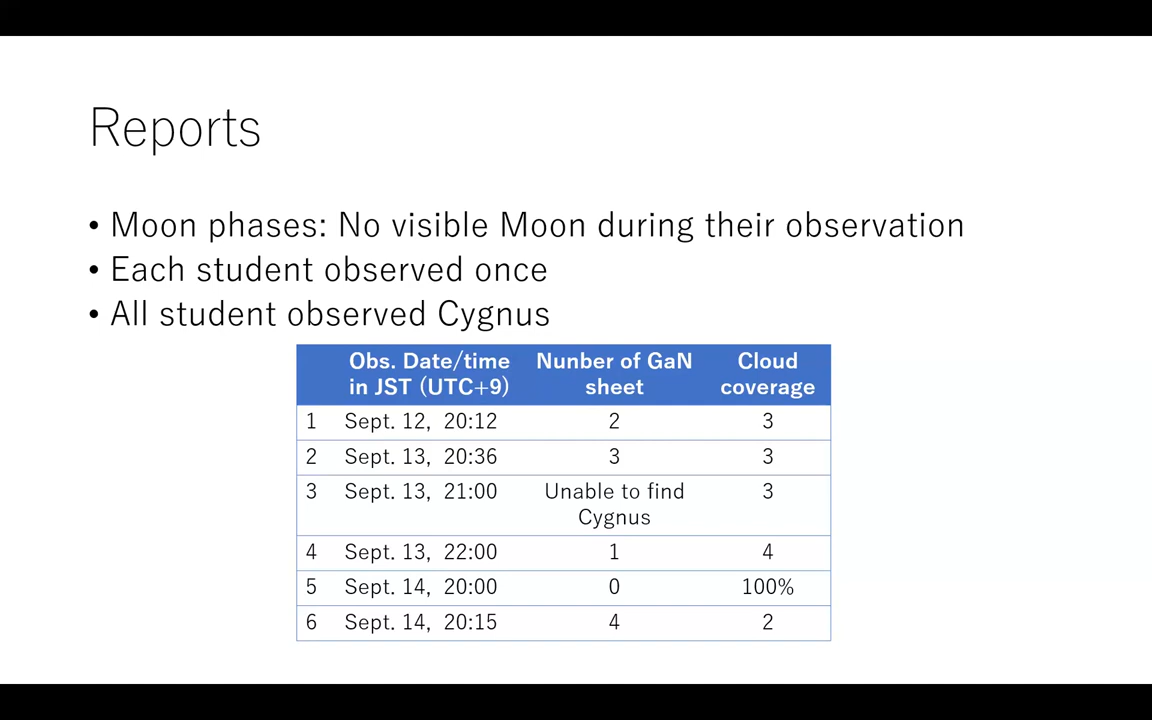 Reports
• Moon phases: No visible Moon during their observation
• Each student observed once
• All student observed Cygnus
Obs. Date/time in JST (UTC+9) Nunber of GaN sheet Cloud coverage
1 Sept. 12, 20:12 2 3
2 Sept. 13, 20:36 3 3
3 Sept. 13, 21:00 Unable to find Cygnus 3
4 Sept. 13, 22:00 1 4
5 Sept. 14, 20:00 0 100%
6 Sept. 14, 20:15 4 2